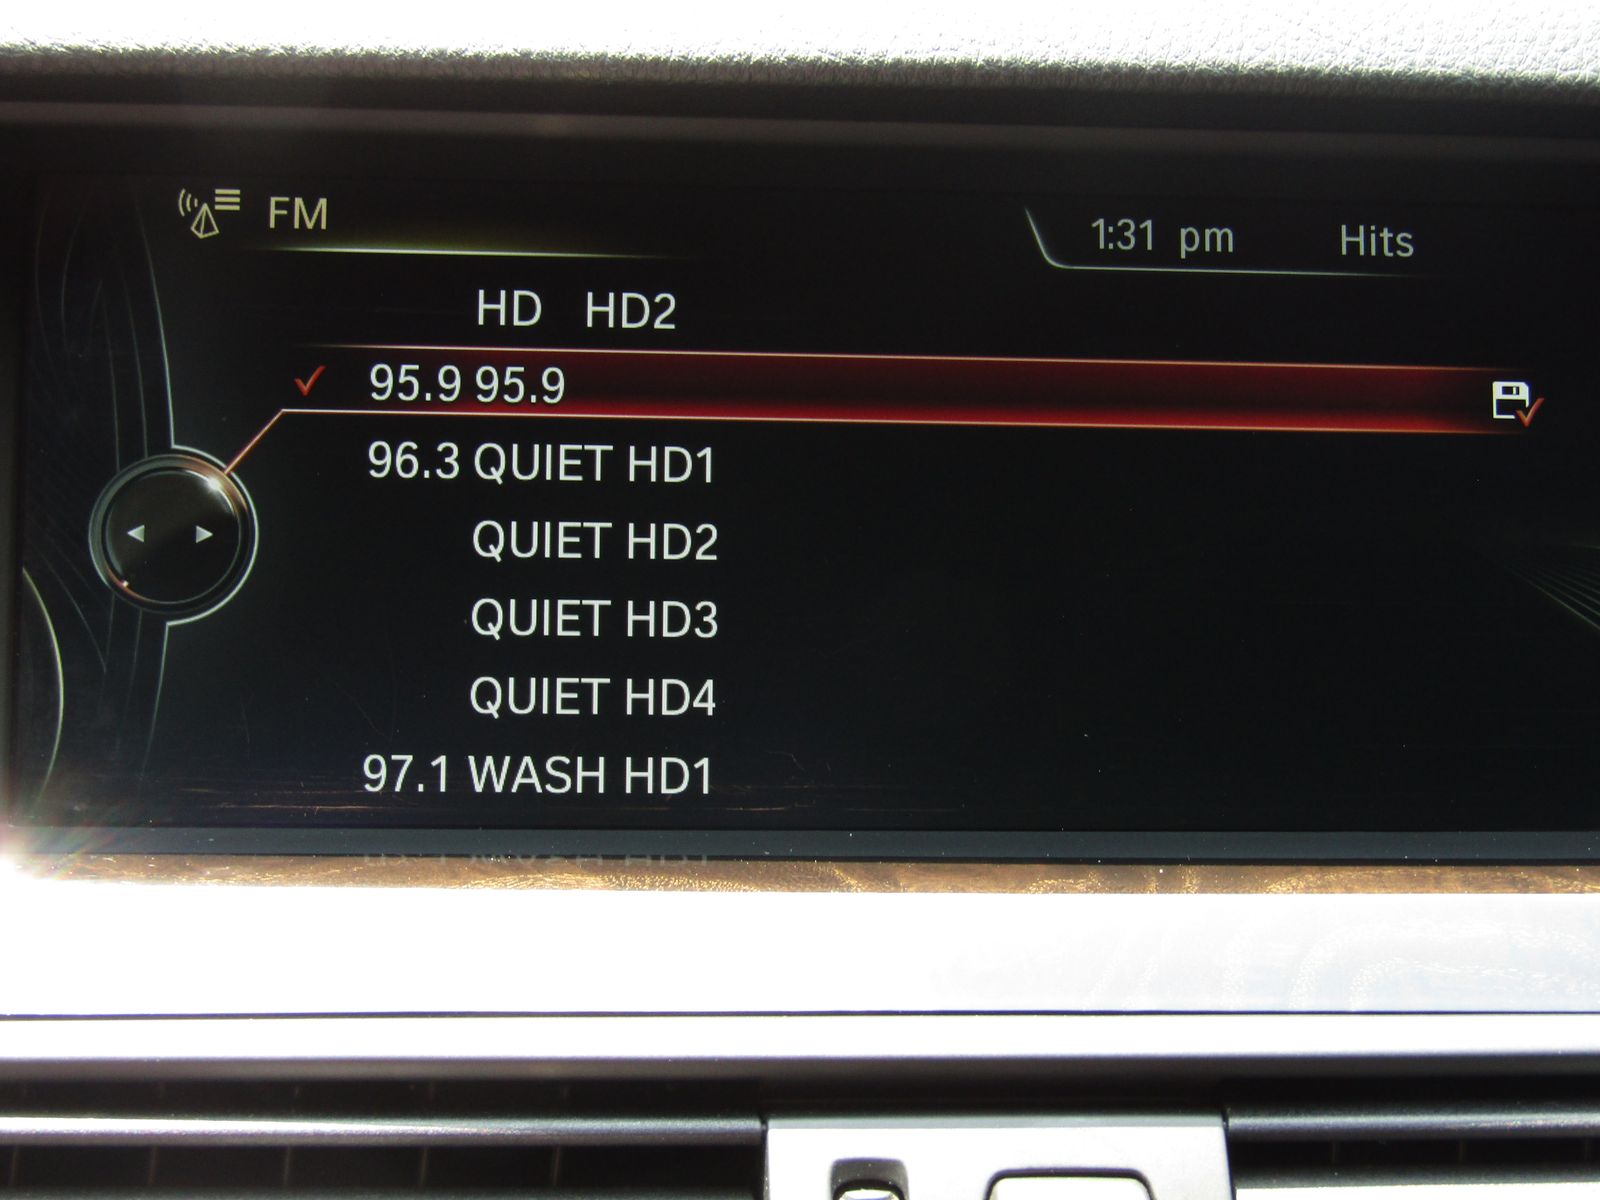 FM
1:31 pm Hits
HD HD2
95.9 95.9
96.3 QUIET HD1
QUIET HD2
QUIET HD3
QUIET HD4
97.1 WASH HD1